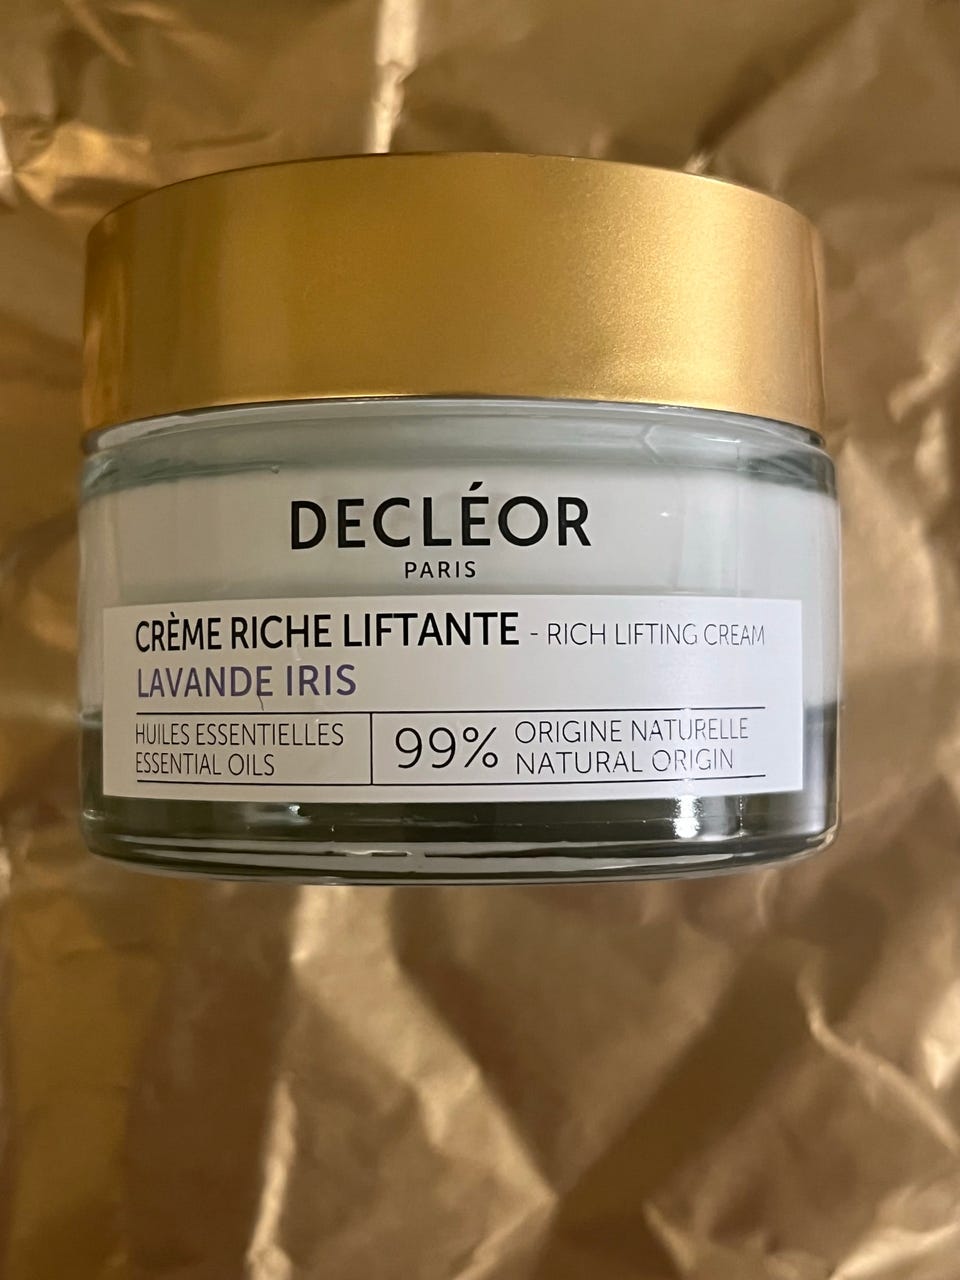 DECLÉOR
PARIS
CRÈME RICHE LIFTANTE - RICH LIFTING CREAM
LAVANDE IRIS
HUILES ESSENTIELLES
ESSENTIAL OILS
99% ORIGINE NATURELLE
NATURAL ORIGIN